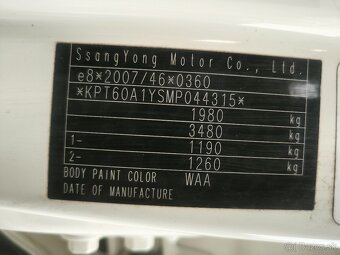 SsangYong Motor Co., Ltd.
e8*2007/46*0360
*KPT60A1YSMP044315*
1980 kg
3480 kg
1- 1190 kg
2- 1260 kg
BODY PAINT COLOR WAA
DATE OF MANUFACTURE